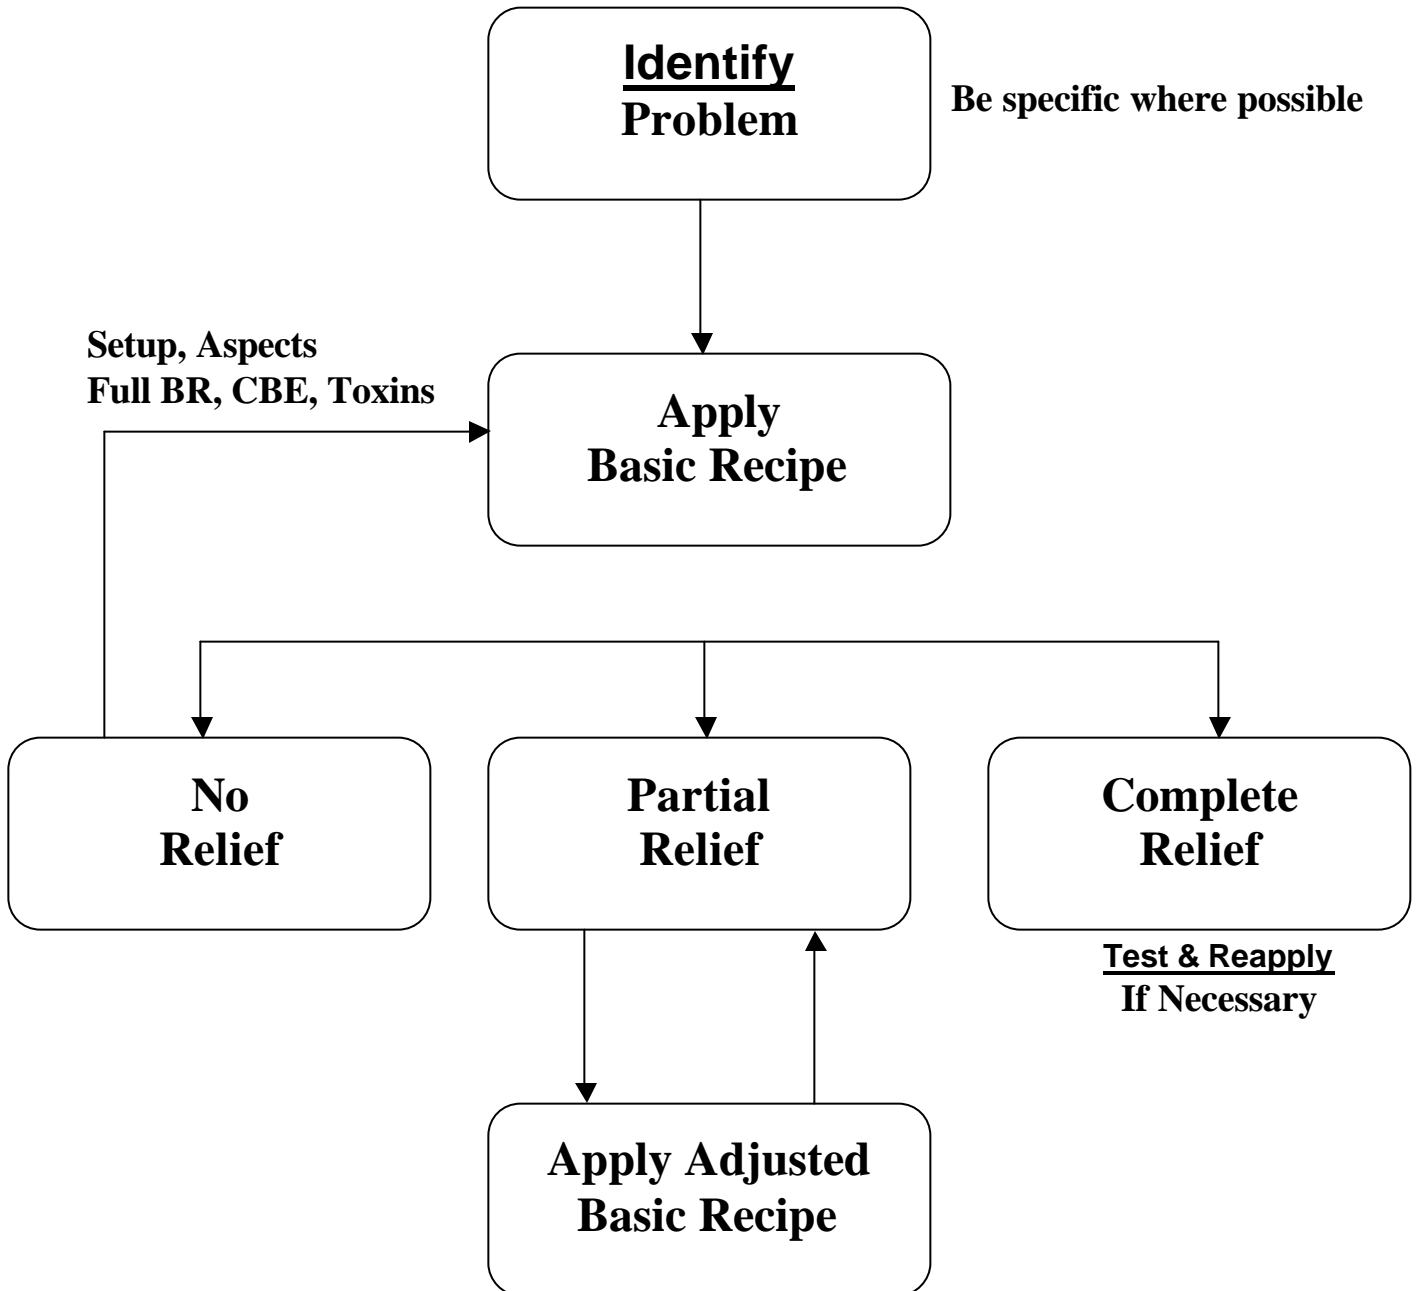 Identify
Problem
Be specific where possible
Setup, Aspects
Full BR, CBE, Toxins
Apply
Basic Recipe
No
Relief
Partial
Relief
Complete
Relief
Test & Reapply
If Necessary
Apply Adjusted
Basic Recipe